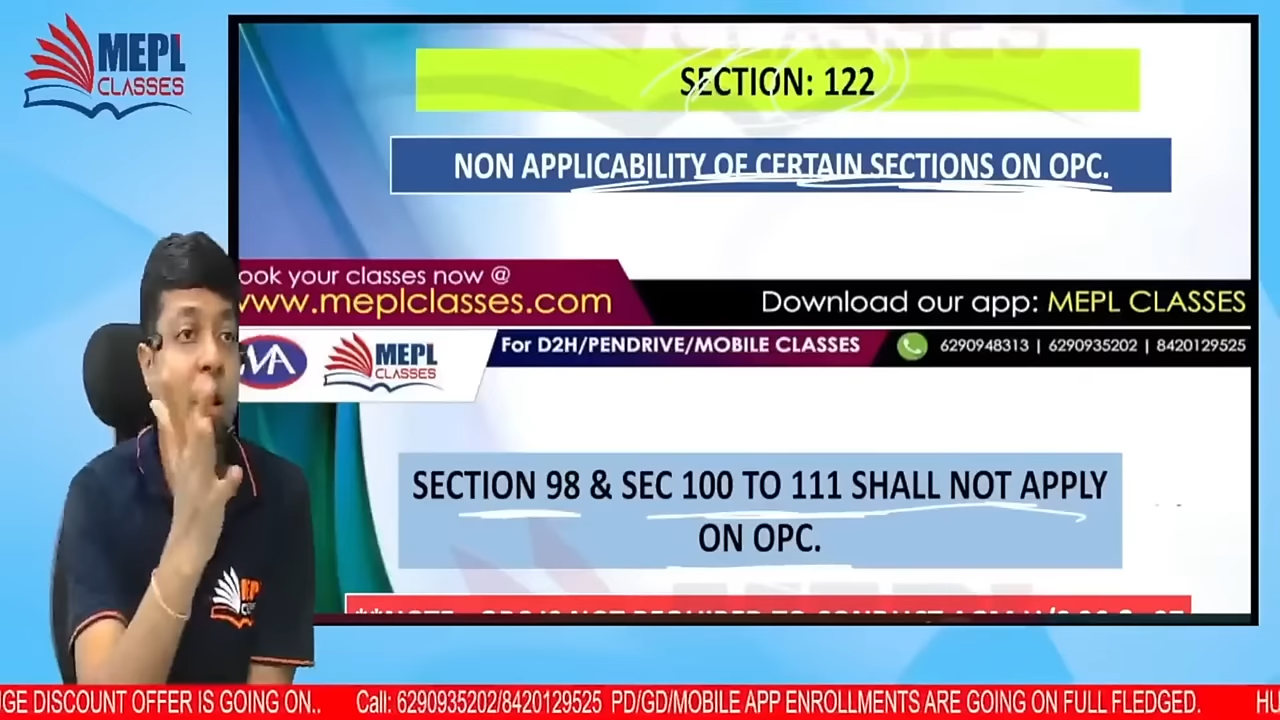 MEPL
CLASSES
SECTION: 122
NON APPLICABILITY OF CERTAIN SECTIONS ON OPC.
ook your classes now @
www.meplclasses.com
Download our app: MEPL CLASSES
MEPL
CLASSES
For D2H/PENDRIVE/MOBILE CLASSES
6290948313 | 6290935202 | 8420129525
SECTION 98 & SEC 100 TO 111 SHALL NOT APPLY
ON OPC.
GE DISCOUNT OFFER IS GOING ON.. Call: 6290935202/8420129525 PD/GD/MOBILE APP ENROLLMENTS ARE GOING ON FULL FLEDGED. HU